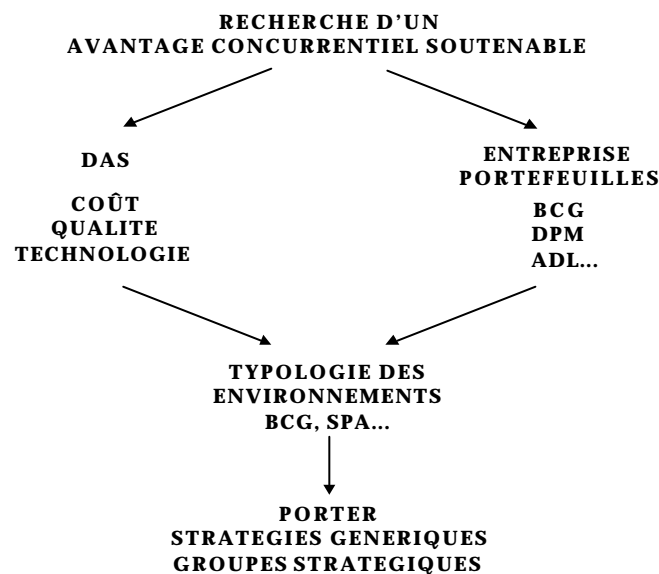 RECHERCHE D’UN
AVANTAGE CONCURRENTIEL SOUTENABLE
DAS
COÛT
QUALITE
TECHNOLOGIE
ENTREPRISE
PORTEFEUILLES
BCG
DPM
ADL...
TYPOLOGIE DES
ENVIRONNEMENTS
BCG, SPA...
PORTER
STRATEGIES GENERIQUES
GROUPES STRATEGIQUES